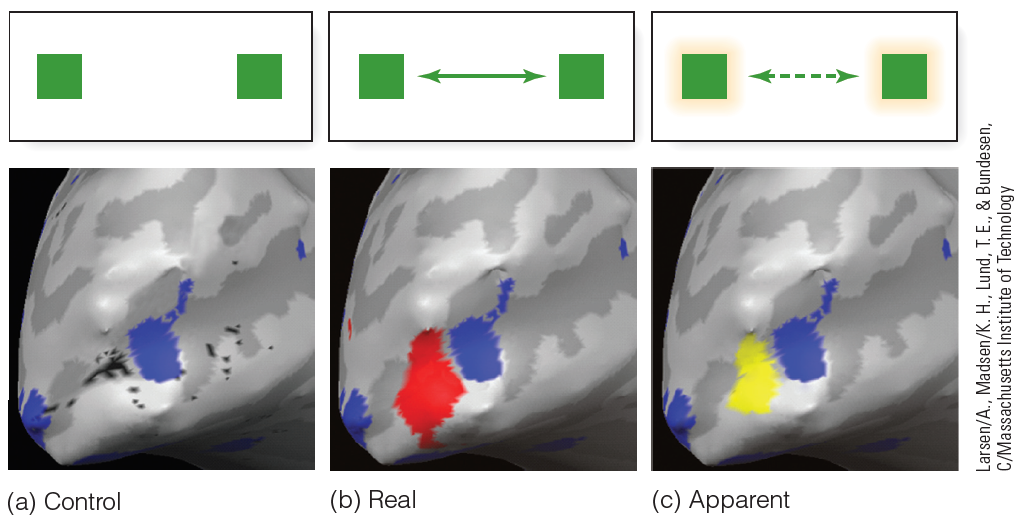 (a) Control
(b) Real
(c) Apparent
Larsen/A., Madsen/K. H., Lund, T. E., & Bundesen,
C/Massachusetts Institute of Technology